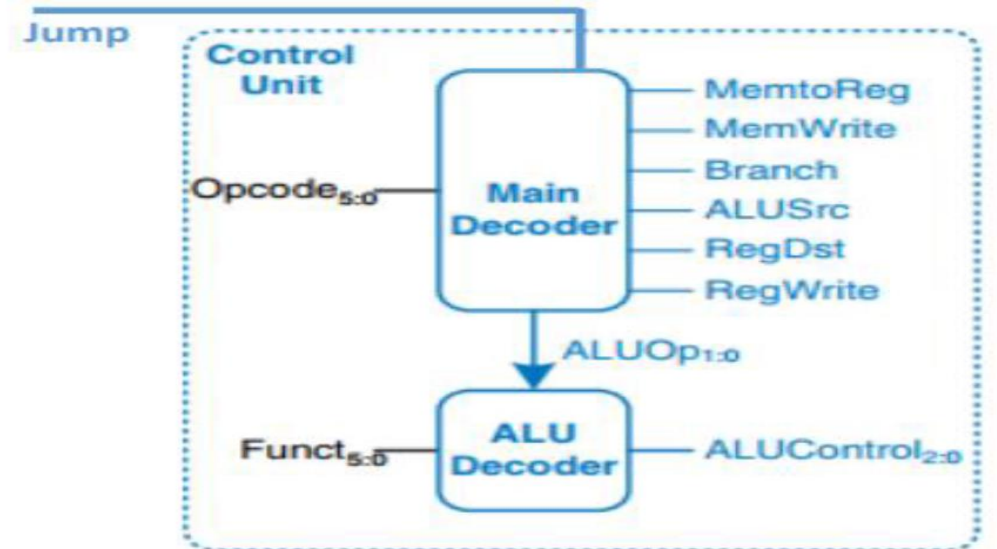 Jump
Control
Unit
MemtoReg
MemWrite
Opcode5:0
Main
Decoder
Branch
ALUSrc
RegDst
RegWrite
ALUOp1:0
Funct5:0
ALU
Decoder
ALUControl2:0